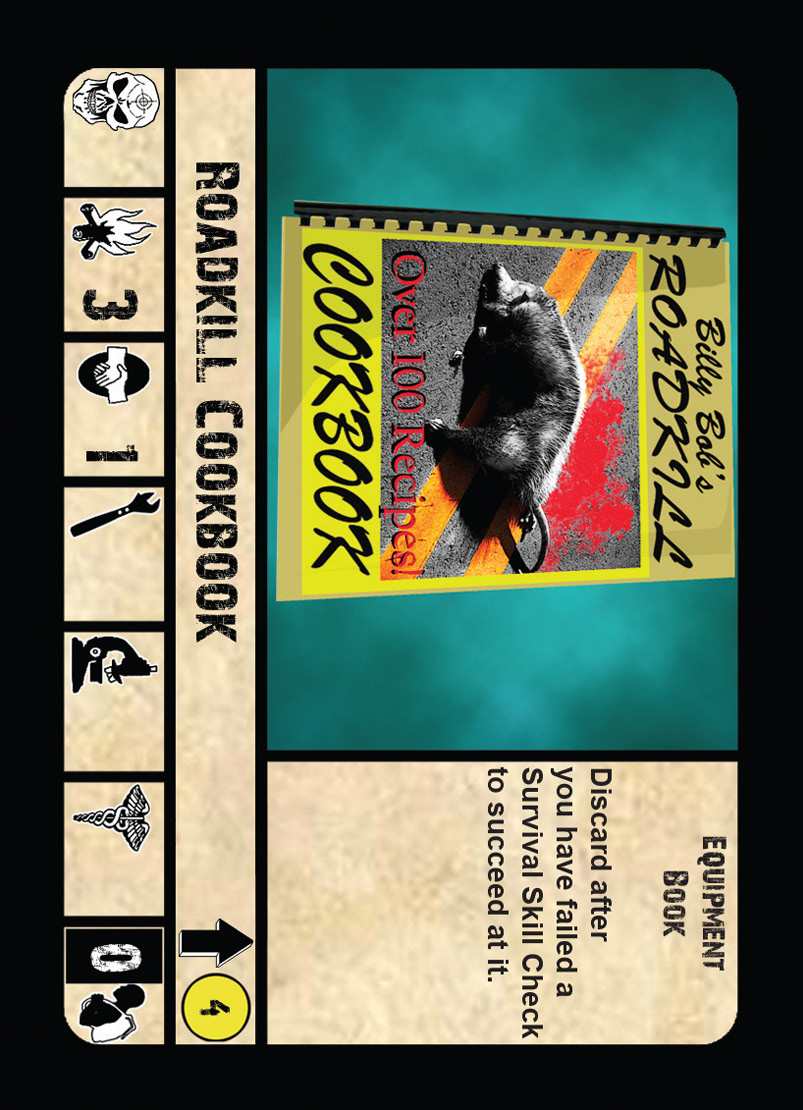 Billy Bob's
ROADKILL
Over 100 Recipes!
COOKBOOK
EQUIPMENT
BOOK
Discard after
you have failed a
Survival Skill Check
to succeed at it.
ROADKILL COOKBOOK
4
3
1
0